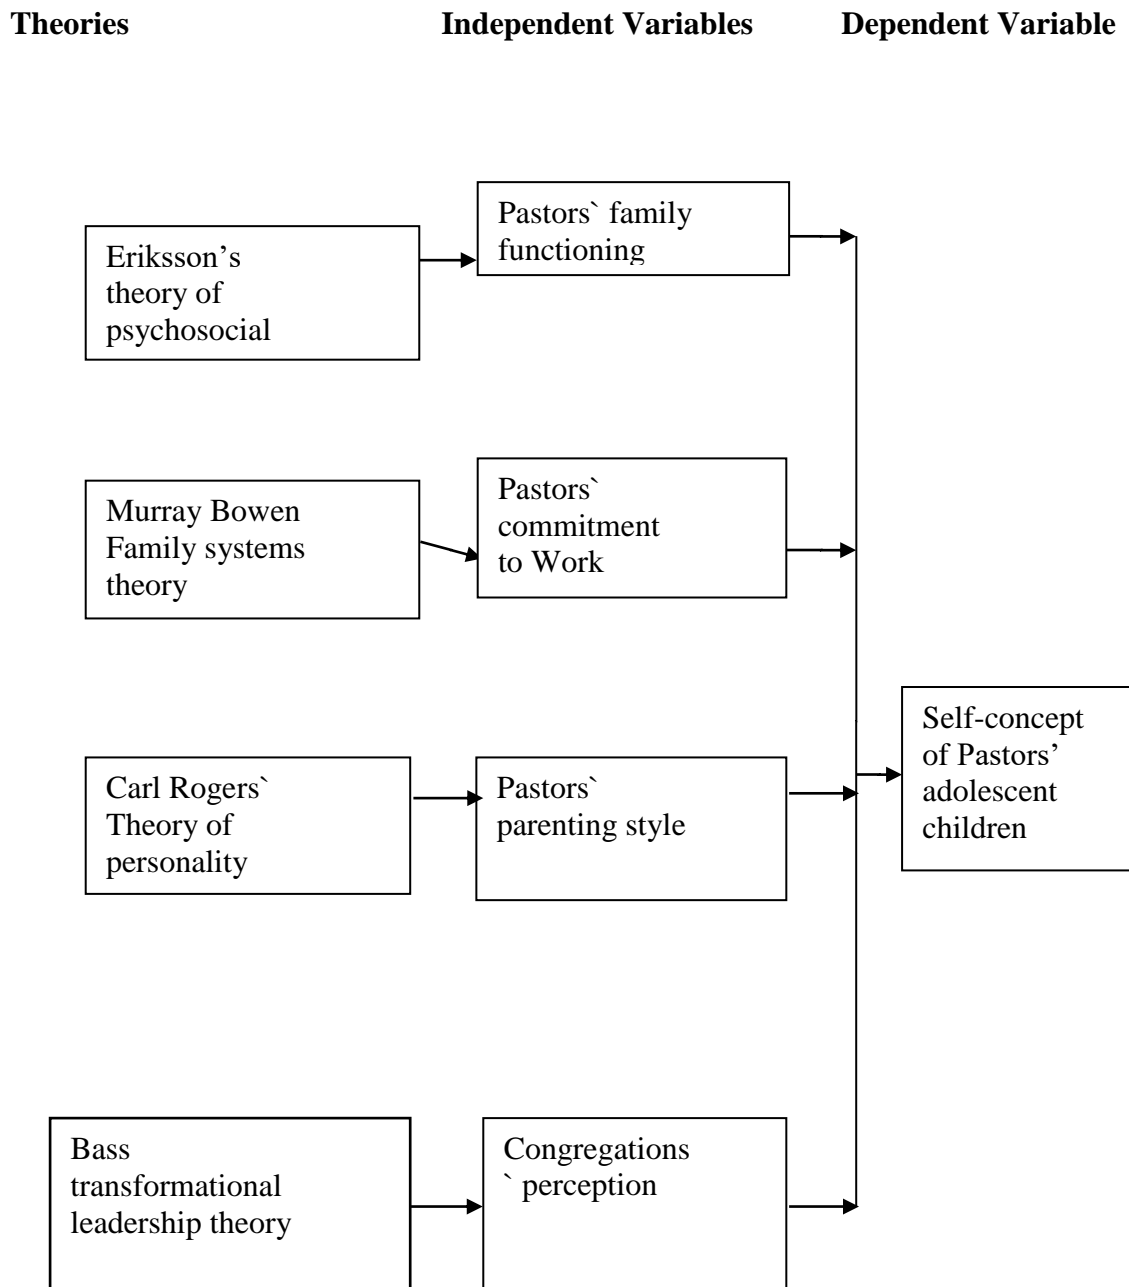 Theories Independent Variables Dependent Variable
Pastors` family
functioning
Eriksson’s
theory of
psychosocial
Pastors`
commitment
to Work
Murray Bowen
Family systems
theory
Self-concept
of Pastors’
adolescent
children
Carl Rogers`
Theory of
personality
Pastors`
parenting style
Bass
transformational
leadership theory
Congregations
` perception